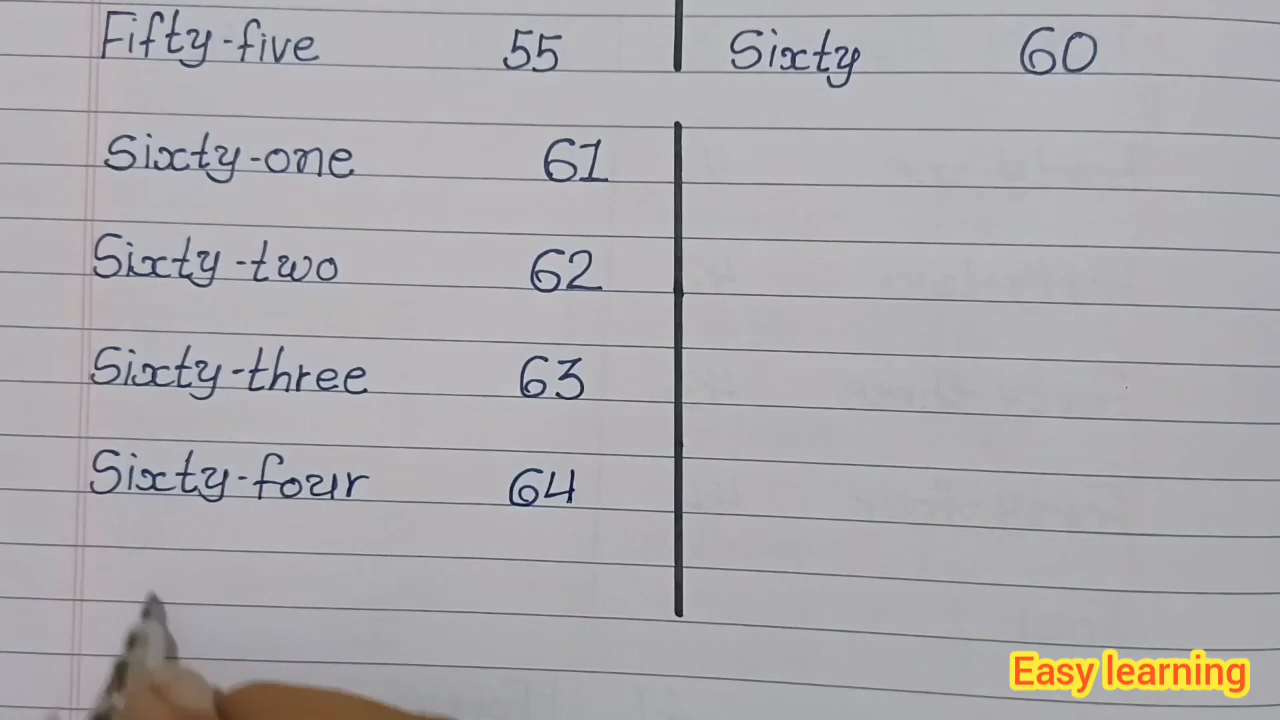 Fifty-five 55 Sixty 60
Sixty-one 61
Sixty-two 62
Sixty-three 63
Sixty-four 64
Easy learning